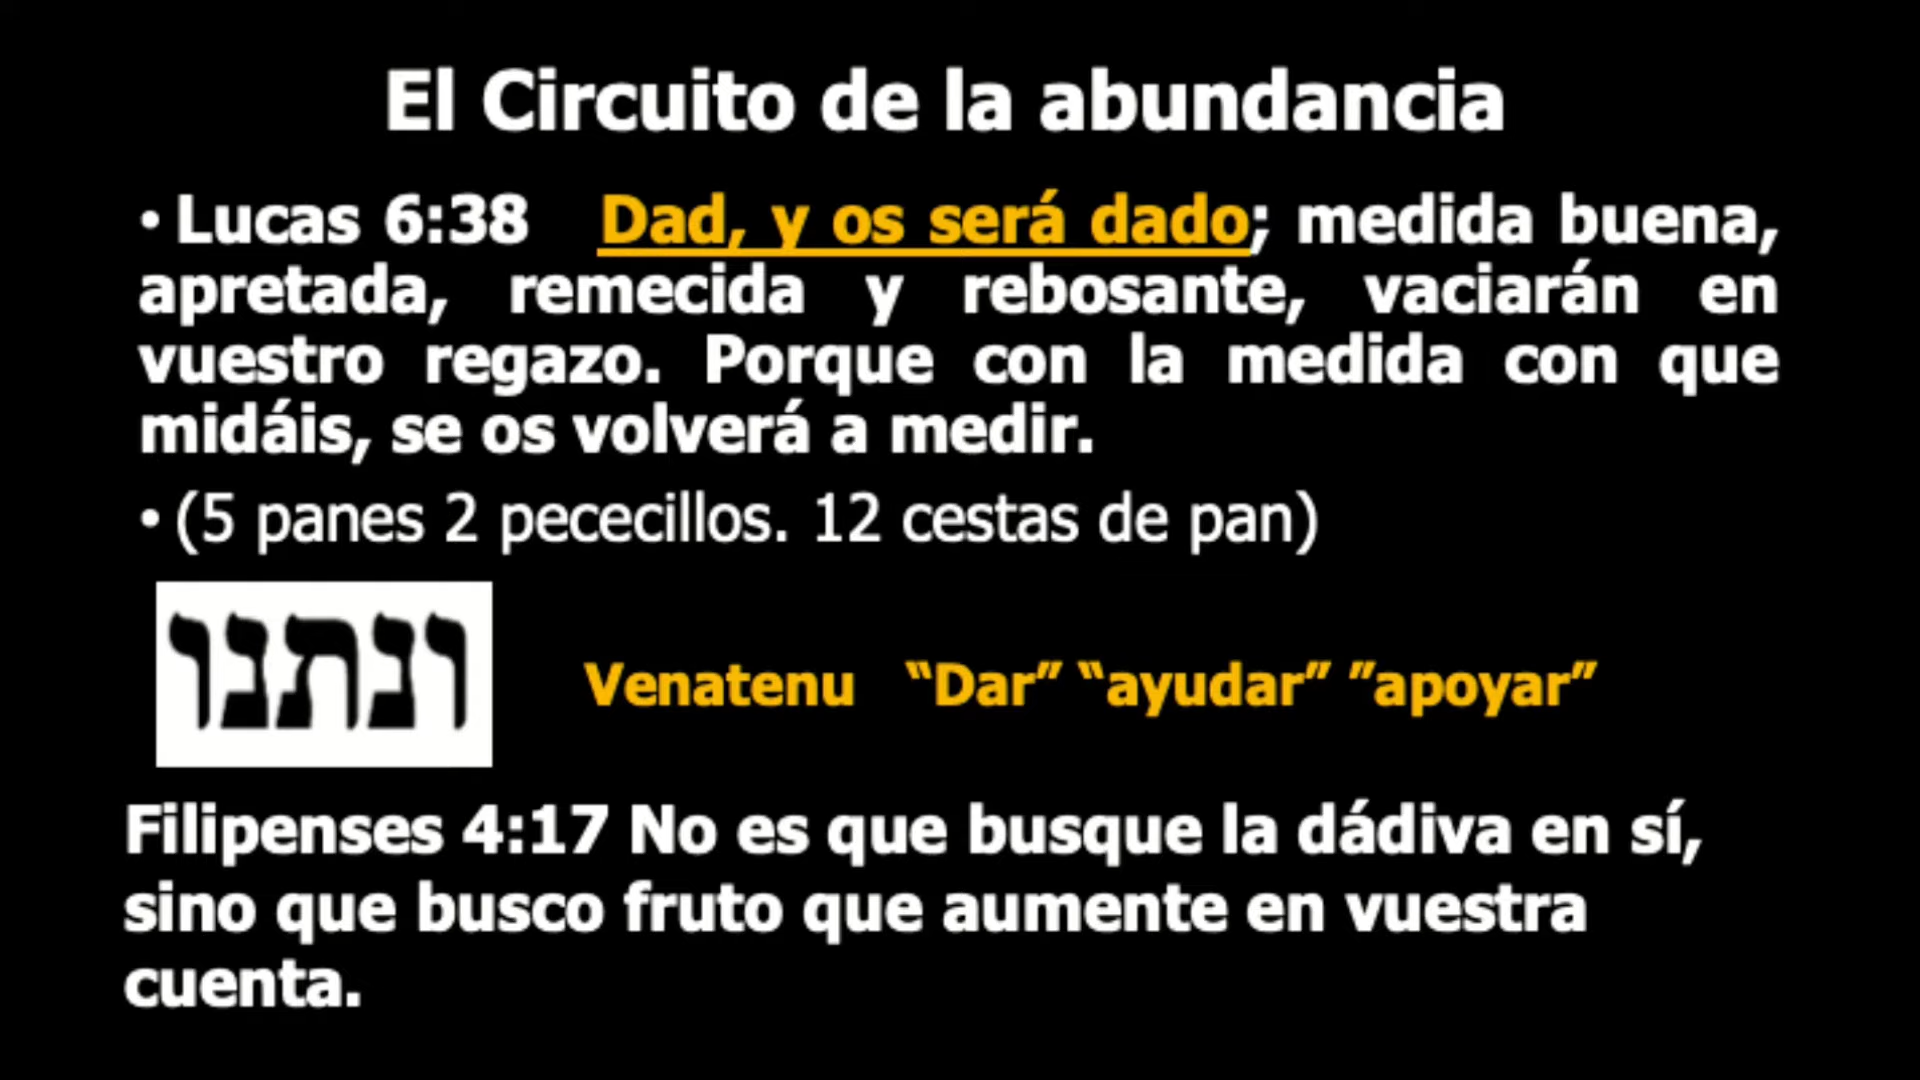 El Circuito de la abundancia
• Lucas 6:38 Dad, y os será dado; medida buena,
apretada, remecida y rebosante, vaciarán en
vuestro regazo. Porque con la medida con que
midáis, se os volverá a medir.
• (5 panes 2 pececillos. 12 cestas de pan)
ונתנו
Venatenu “Dar” “ayudar” ”apoyar”
Filipenses 4:17 No es que busque la dádiva en sí,
sino que busco fruto que aumente en vuestra
cuenta.